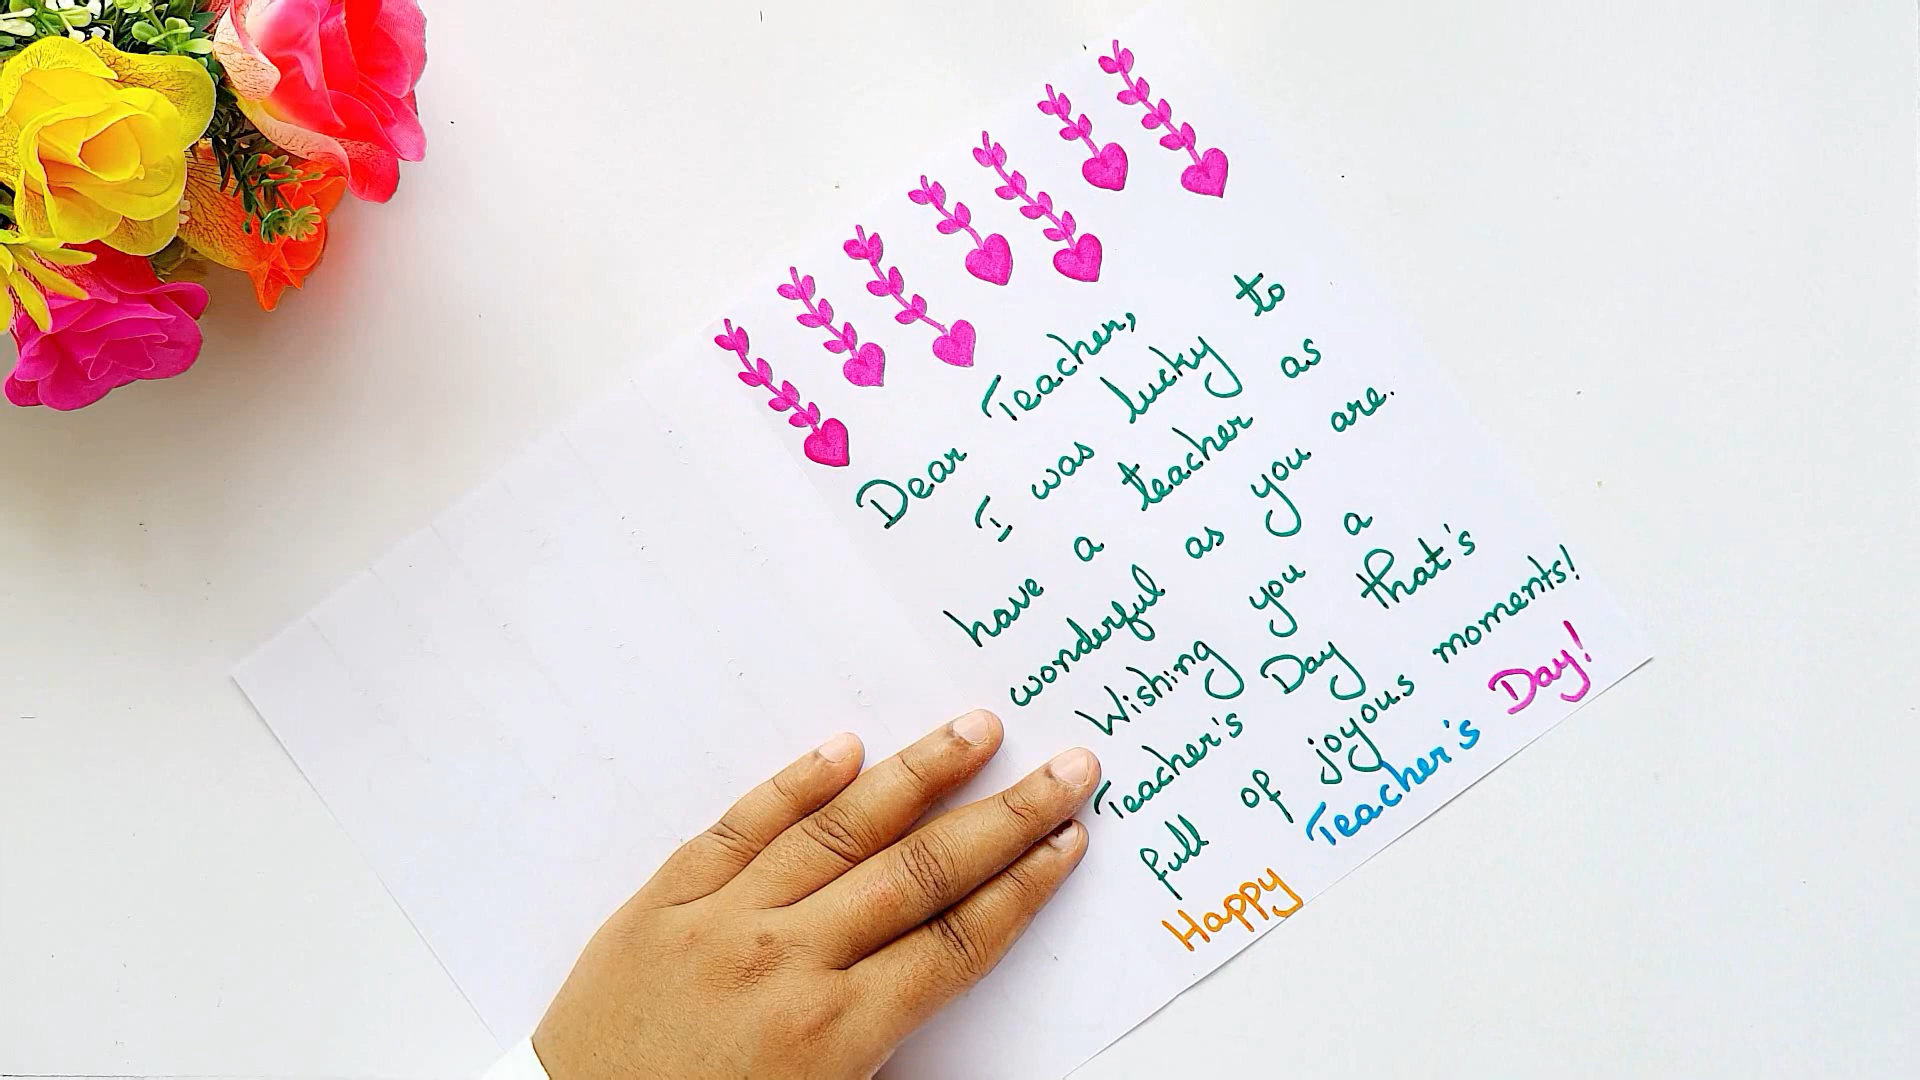 Dear Teacher,
I was lucky to
have a teacher as
wonderful as you are.
Wishing you a
Teacher's Day that's
full of joyous moments!
Happy Teacher's Day!